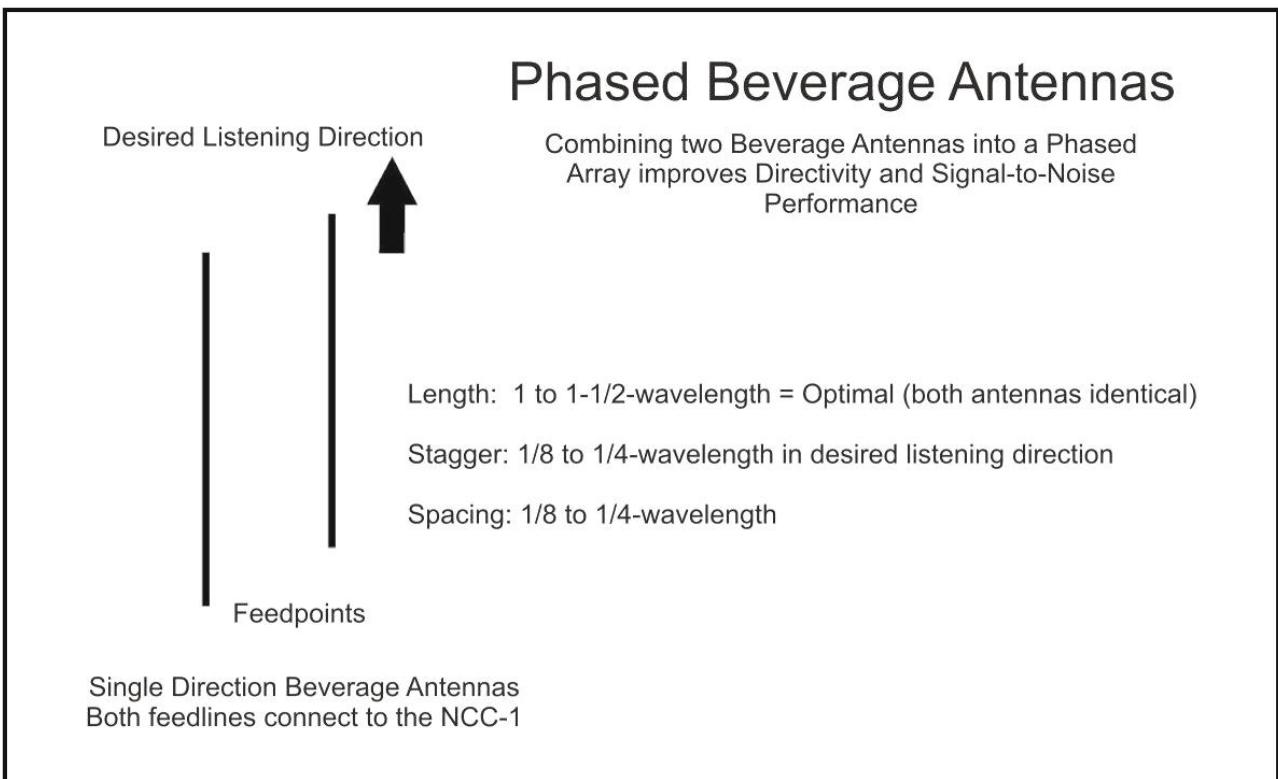 Phased Beverage Antennas
Desired Listening Direction
Combining two Beverage Antennas into a Phased
Array improves Directivity and Signal-to-Noise
Performance
Length:  1 to 1-1/2-wavelength = Optimal (both antennas identical)
Stagger: 1/8 to 1/4-wavelength in desired listening direction
Spacing: 1/8 to 1/4-wavelength
Feedpoints
Single Direction Beverage Antennas
Both feedlines connect to the NCC-1